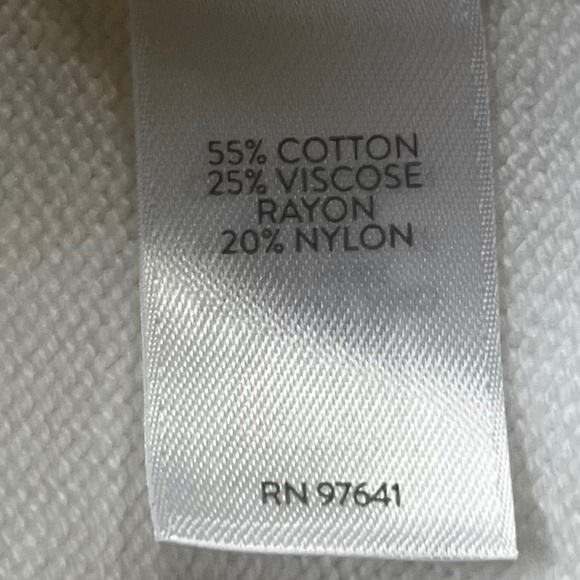 55% COTTON
25% VISCOSE
RAYON
20% NYLON
RN 97641